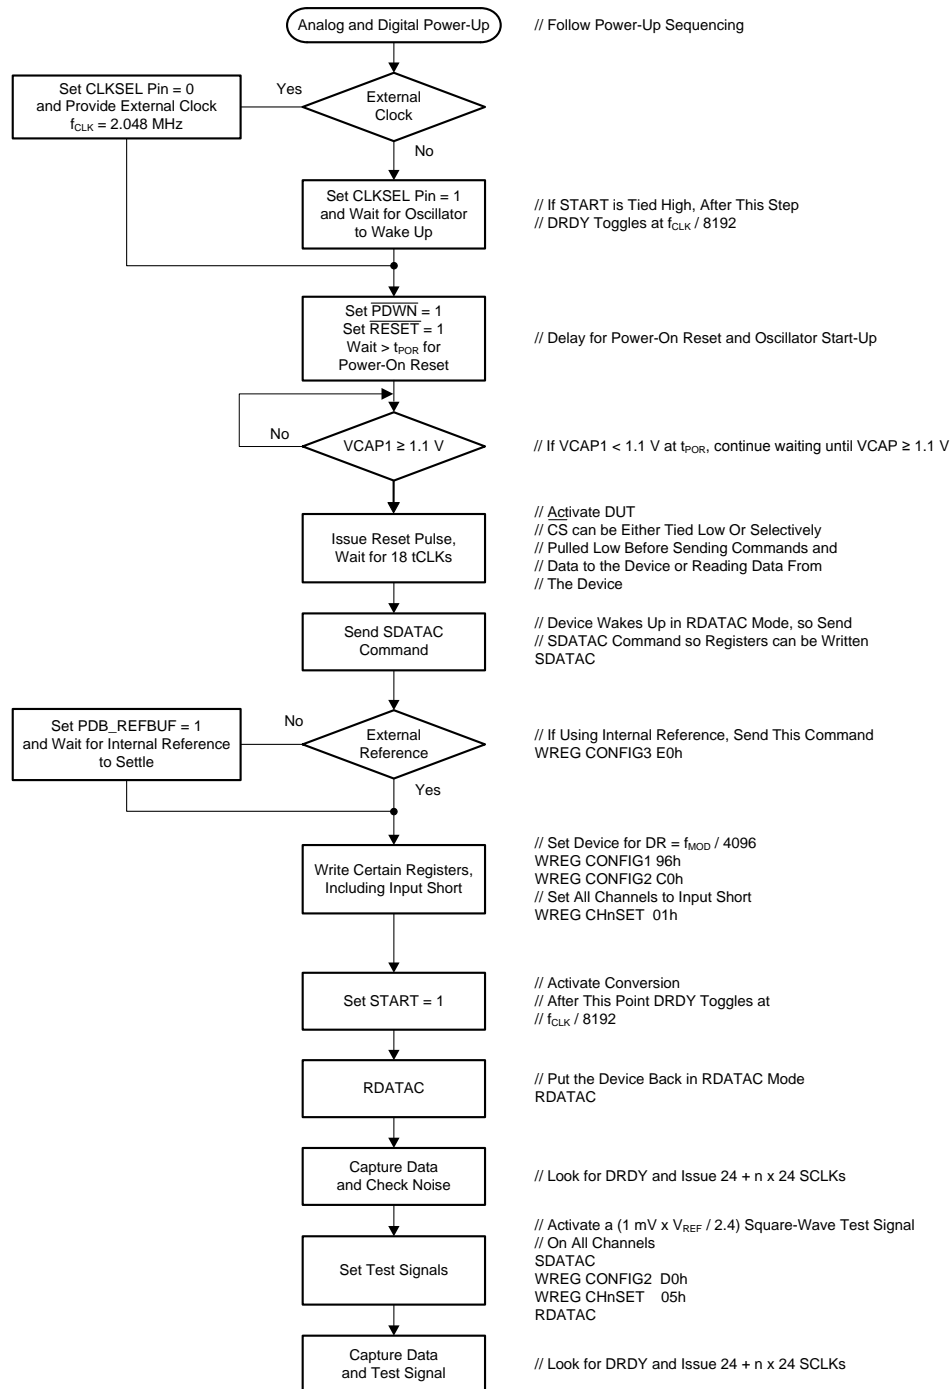 Analog and Digital Power-Up
// Follow Power-Up Sequencing
Set CLKSEL Pin = 0
and Provide External Clock
fCLK = 2.048 MHz
Yes
External
Clock
No
Set CLKSEL Pin = 1
and Wait for Oscillator
to Wake Up
// If START is Tied High, After This Step
// DRDY Toggles at fCLK / 8192
Set PDWN = 1
Set RESET = 1
Wait > tPOR for
Power-On Reset
// Delay for Power-On Reset and Oscillator Start-Up
No
VCAP1 ≥ 1.1 V
// If VCAP1 < 1.1 V at tPOR, continue waiting until VCAP ≥ 1.1 V
Issue Reset Pulse,
Wait for 18 tCLKs
// Activate DUT
// CS can be Either Tied Low Or Selectively
// Pulled Low Before Sending Commands and
// Data to the Device or Reading Data From
// The Device
Send SDATAC
Command
// Device Wakes Up in RDATAC Mode, so Send
// SDATAC Command so Registers can be Written
SDATAC
Set PDB_REFBUF = 1
and Wait for Internal Reference
to Settle
No
External
Reference
Yes
// If Using Internal Reference, Send This Command
WREG CONFIG3 E0h
Write Certain Registers,
Including Input Short
// Set Device for DR = fMOD / 4096
WREG CONFIG1 96h
WREG CONFIG2 C0h
// Set All Channels to Input Short
WREG CHnSET 01h
Set START = 1
// Activate Conversion
// After This Point DRDY Toggles at
// fCLK / 8192
RDATAC
// Put the Device Back in RDATAC Mode
RDATAC
Capture Data
and Check Noise
// Look for DRDY and Issue 24 + n x 24 SCLKs
Set Test Signals
// Activate a (1 mV x VREF / 2.4) Square-Wave Test Signal
// On All Channels
SDATAC
WREG CONFIG2 D0h
WREG CHnSET 05h
RDATAC
Capture Data
and Test Signal
// Look for DRDY and Issue 24 + n x 24 SCLKs